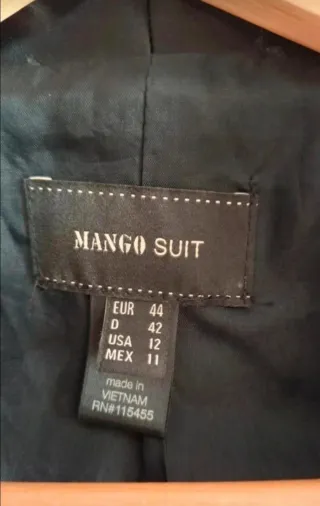 MANGO SUIT
EUR 44
D 42
USA 12
MEX 11
made in
VIETNAM
RN#115455